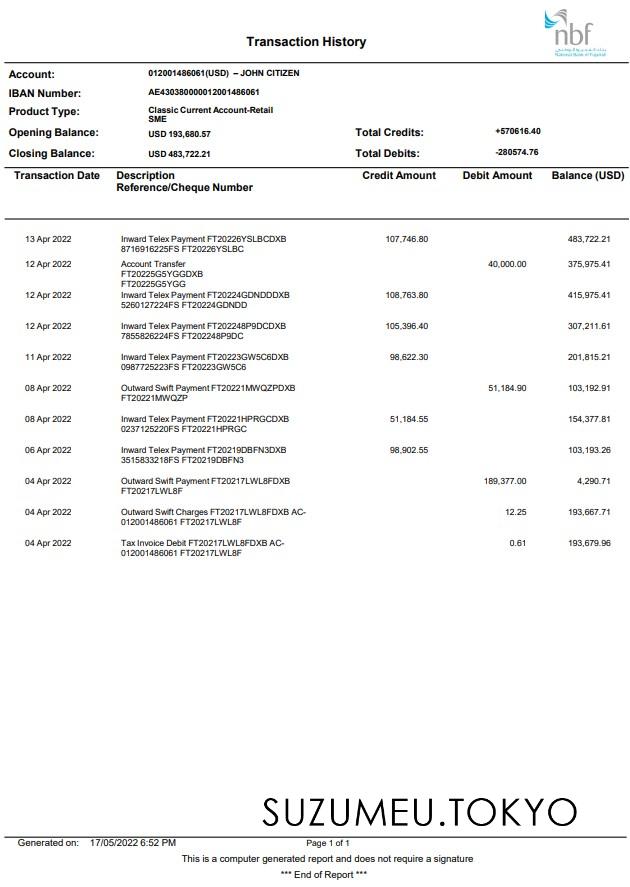 nbf
National Bank of Fujairah
Transaction History
Account: 012001486061(USD) – JOHN CITIZEN
IBAN Number: AE430380000012001486061
Product Type: Classic Current Account-Retail
SME
Opening Balance: USD 193,680.57 Total Credits: +570616.40
Closing Balance: USD 483,722.21 Total Debits: -280574.76
Transaction Date Description Credit Amount Debit Amount Balance (USD)
Reference/Cheque Number
13 Apr 2022 Inward Telex Payment FT20226YSLBCDXB 107,746.80 483,722.21
8716916225FS FT20226YSLBC
12 Apr 2022 Account Transfer 40,000.00 375,975.41
FT20225G5YGGDXB
FT20225G5YGG
12 Apr 2022 Inward Telex Payment FT20224GDNDDDXB 108,763.80 415,975.41
5260127224FS FT20224GDNDD
12 Apr 2022 Inward Telex Payment FT202248P9DCDXB 105,396.40 307,211.61
7855826224FS FT202248P9DC
11 Apr 2022 Inward Telex Payment FT20223GW5C6DXB 98,622.30 201,815.21
0987725223FS FT20223GW5C6
08 Apr 2022 Outward Swift Payment FT20221MWQZPDXB 51,184.90 103,192.91
FT20221MWQZP
08 Apr 2022 Inward Telex Payment FT20221HPRGCDXB 51,184.55 154,377.81
0237125220FS FT20221HPRGC
06 Apr 2022 Inward Telex Payment FT20219DBFN3DXB 98,902.55 103,193.26
3515833218FS FT20219DBFN3
04 Apr 2022 Outward Swift Payment FT20217LWL8FDXB 189,377.00 4,290.71
FT20217LWL8F
04 Apr 2022 Outward Swift Charges FT20217LWL8FDXB AC- 12.25 193,667.71
012001486061 FT20217LWL8F
04 Apr 2022 Tax Invoice Debit FT20217LWL8FDXB AC- 0.61 193,679.96
012001486061 FT20217LWL8F
SUZUMEU.TOKYO
Generated on: 17/05/2022 6:52 PM Page 1 of 1
This is a computer generated report and does not require a signature
*** End of Report ***